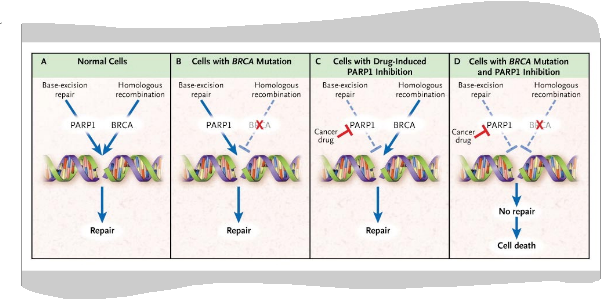 A Normal Cells
Base-excision
repair
Homologous
recombination
PARP1 BRCA
Repair
B Cells with BRCA Mutation
Base-excision
repair
Homologous
recombination
PARP1 BRCA
Repair
C Cells with Drug-Induced
PARP1 Inhibition
Base-excision
repair
Homologous
recombination
PARP1 BRCA
Cancer
drug
Repair
D Cells with BRCA Mutation
and PARP1 Inhibition
Base-excision
repair
Homologous
recombination
PARP1 BRCA
Cancer
drug
No repair
Cell death